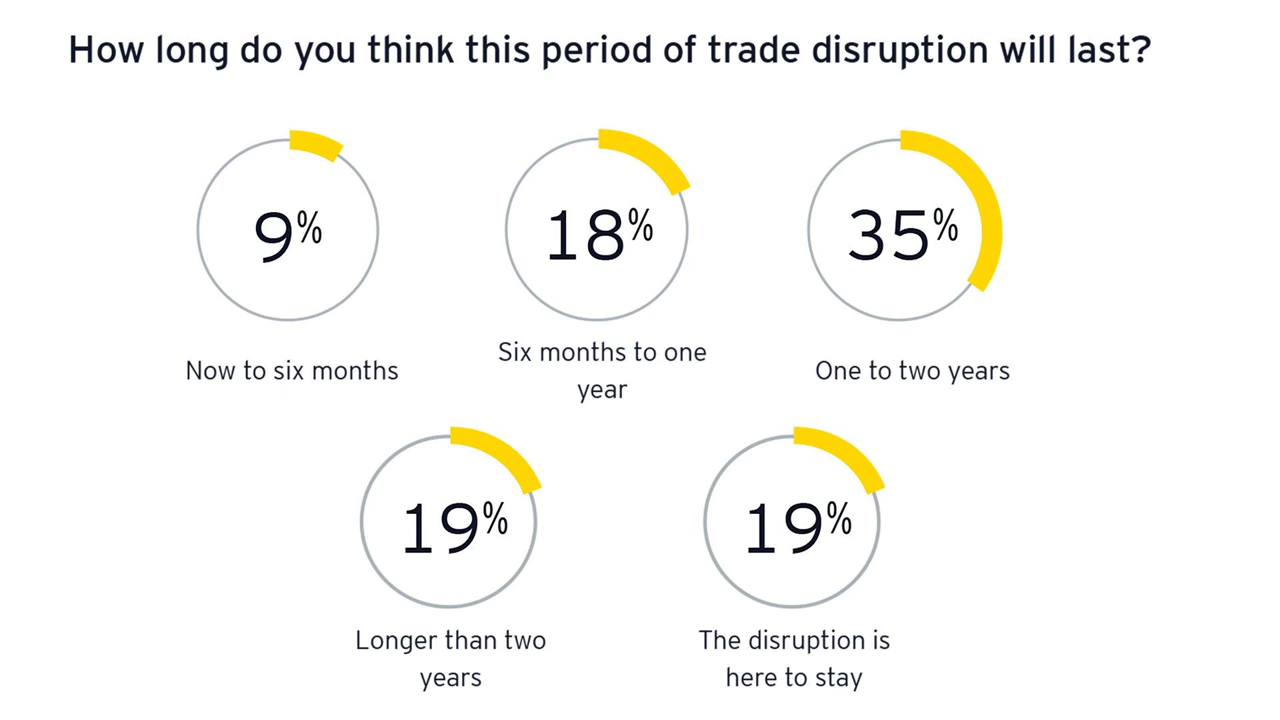 How long do you think this period of trade disruption will last?
9%
18%
35%
Now to six months
Six months to one
year
One to two years
19%
19%
Longer than two
years
The disruption is
here to stay